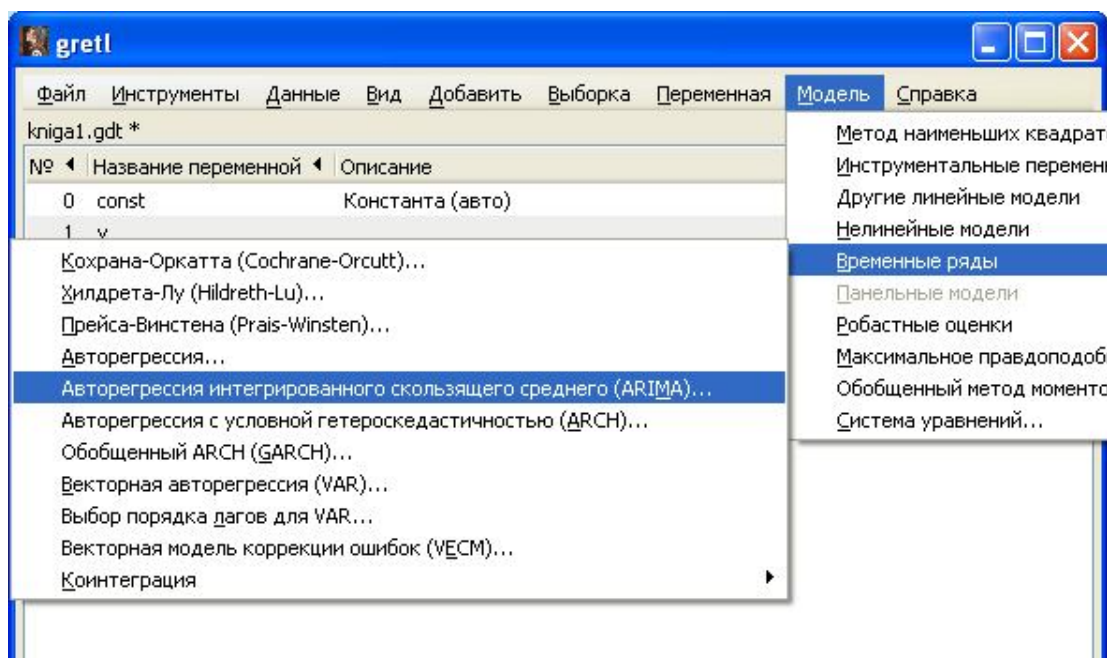 gretl
Файл Инструменты Данные Вид Добавить Выборка Переменная Модель Справка
kniga1.gdt *
№ Название переменной Описание
0 const Константа (авто)
1 y
Метод наименьших квадрат
Инструментальные перемен
Другие линейные модели
Нелинейные модели
Временные ряды
Панельные модели
Робастные оценки
Максимальное правдоподоб
Обобщенный метод моменто
Система уравнений...
Кохрана-Оркатта (Cochrane-Orcutt)...
Хилдрета-Лу (Hildreth-Lu)...
Прейса-Винстена (Prais-Winsten)...
Авторегрессия...
Авторегрессия интегрированного скользящего среднего (ARIMA)...
Авторегрессия с условной гетероскедастичностью (ARCH)...
Обобщенный ARCH (GARCH)...
Векторная авторегрессия (VAR)...
Выбор порядка лагов для VAR...
Векторная модель коррекции ошибок (VECM)...
Коинтеграция